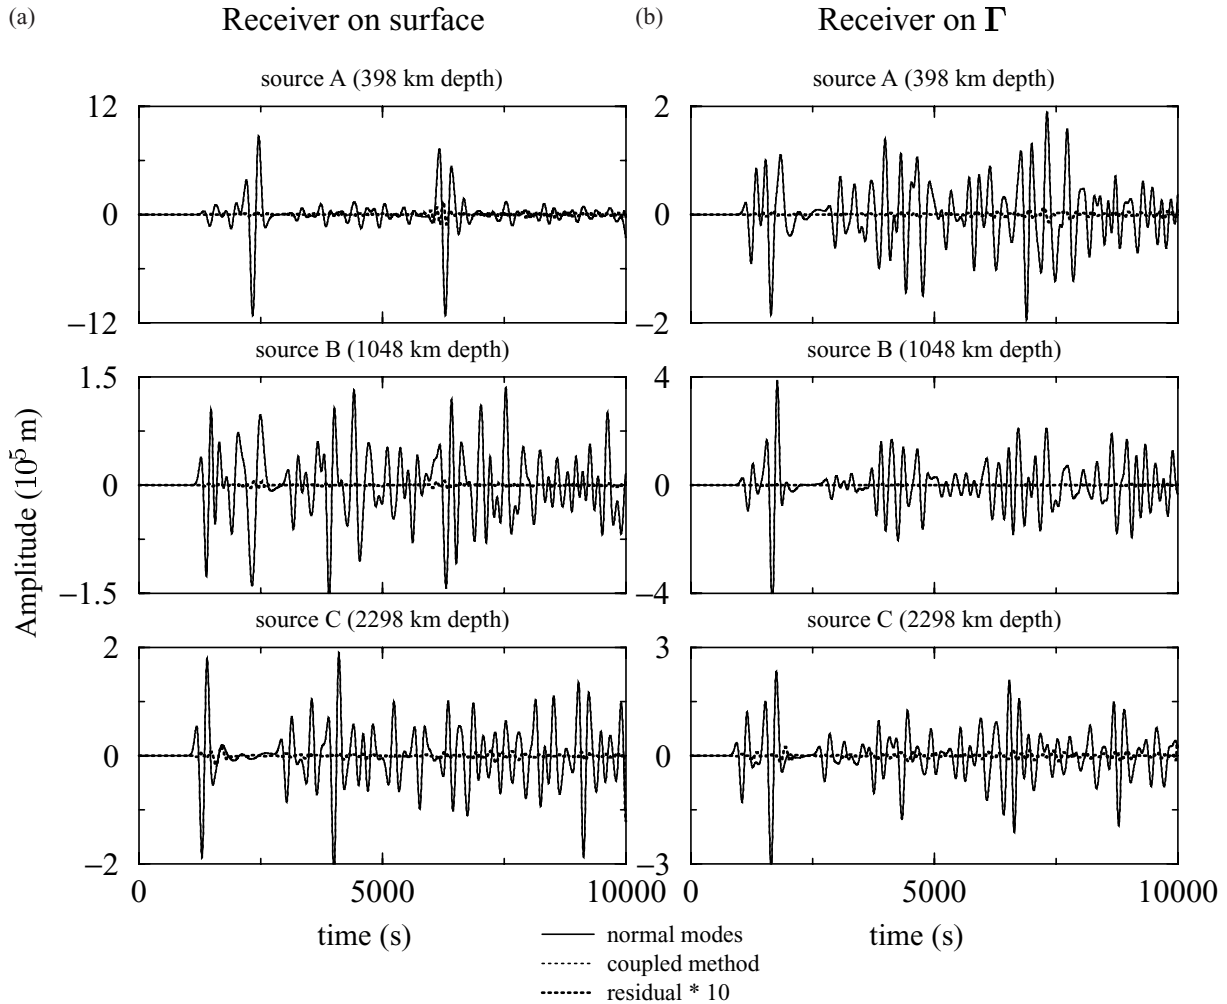 (a)
Receiver on surface
(b)
Receiver on Γ
source A (398 km depth)
source A (398 km depth)
12
0
−12
2
0
−2
source B (1048 km depth)
source B (1048 km depth)
1.5
0
−1.5
4
0
−4
Amplitude (10⁵ m)
source C (2298 km depth)
source C (2298 km depth)
2
0
−2
3
0
−3
0 5000 10000
0 5000 10000
time (s)
time (s)
normal modes
coupled method
residual * 10